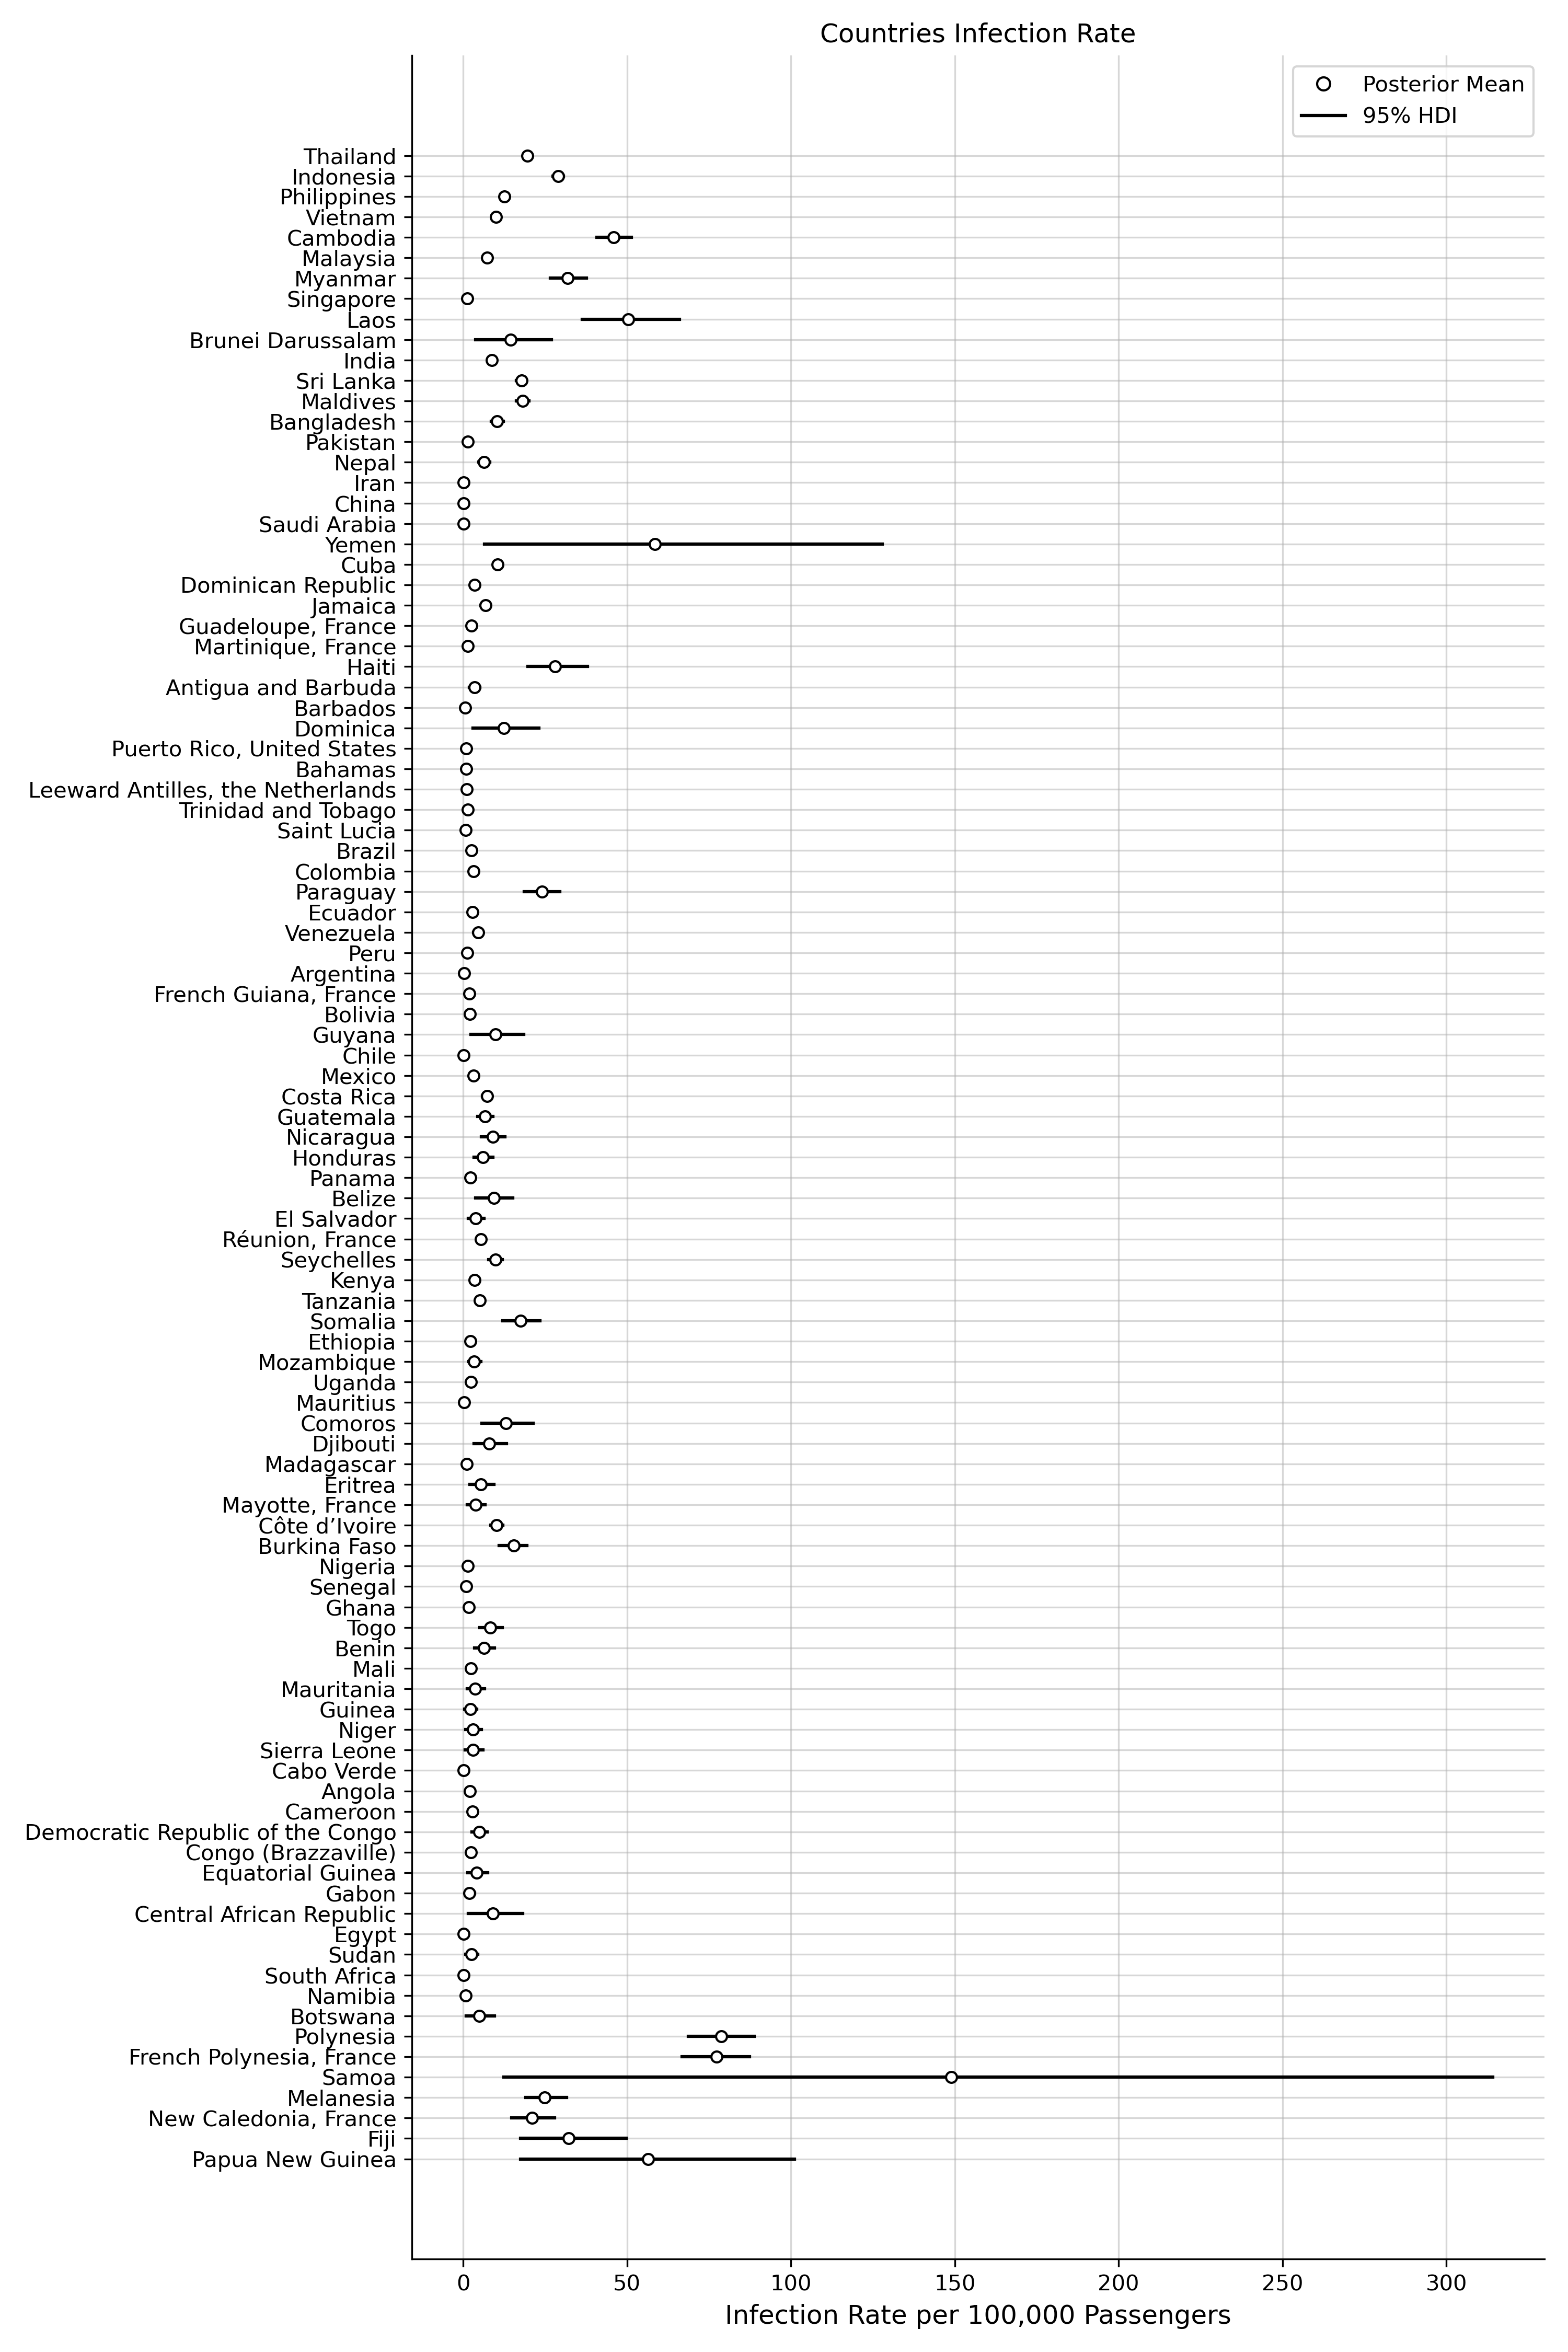 Countries Infection Rate
Posterior Mean
95% HDI
Thailand
Indonesia
Philippines
Vietnam
Cambodia
Malaysia
Myanmar
Singapore
Laos
Brunei Darussalam
India
Sri Lanka
Maldives
Bangladesh
Pakistan
Nepal
Iran
China
Saudi Arabia
Yemen
Cuba
Dominican Republic
Jamaica
Guadeloupe, France
Martinique, France
Haiti
Antigua and Barbuda
Barbados
Dominica
Puerto Rico, United States
Bahamas
Leeward Antilles, the Netherlands
Trinidad and Tobago
Saint Lucia
Brazil
Colombia
Paraguay
Ecuador
Venezuela
Peru
Argentina
French Guiana, France
Bolivia
Guyana
Chile
Mexico
Costa Rica
Guatemala
Nicaragua
Honduras
Panama
Belize
El Salvador
Réunion, France
Seychelles
Kenya
Tanzania
Somalia
Ethiopia
Mozambique
Uganda
Mauritius
Comoros
Djibouti
Madagascar
Eritrea
Mayotte, France
Côte d’Ivoire
Burkina Faso
Nigeria
Senegal
Ghana
Togo
Benin
Mali
Mauritania
Guinea
Niger
Sierra Leone
Cabo Verde
Angola
Cameroon
Democratic Republic of the Congo
Congo (Brazzaville)
Equatorial Guinea
Gabon
Central African Republic
Egypt
Sudan
South Africa
Namibia
Botswana
Polynesia
French Polynesia, France
Samoa
Melanesia
New Caledonia, France
Fiji
Papua New Guinea
0 50 100 150 200 250 300
Infection Rate per 100,000 Passengers